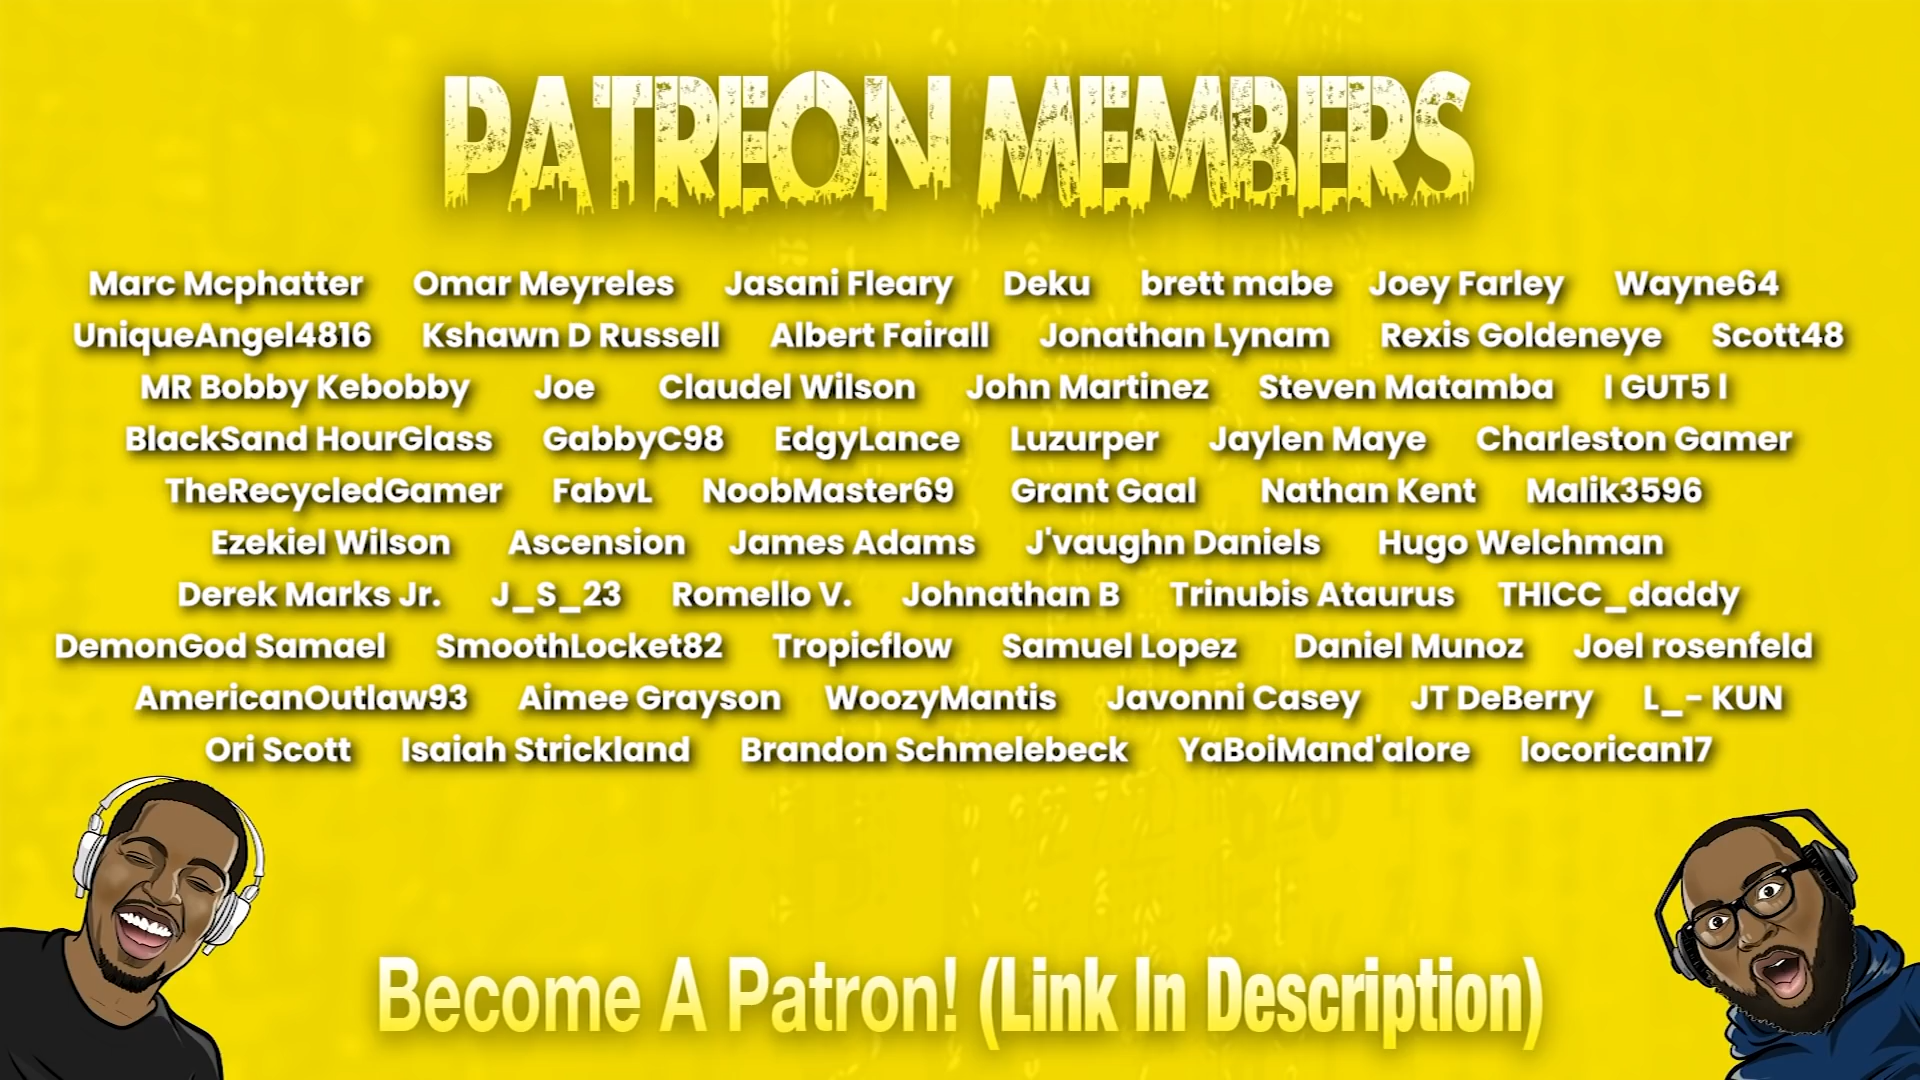 PATREON MEMBERS
Marc Mcphatter Omar Meyreles Jasani Fleary Deku brett mabe Joey Farley Wayne64
UniqueAngel4816 Kshawn D Russell Albert Fairall Jonathan Lynam Rexis Goldeneye Scott48
MR Bobby Kebobby Joe Claudel Wilson John Martinez Steven Matamba I GUT5 I
BlackSand HourGlass GabbyC98 EdgyLance Luzurper Jaylen Maye Charleston Gamer
TheRecycledGamer FabvL NoobMaster69 Grant Gaal Nathan Kent Malik3596
Ezekiel Wilson Ascension James Adams J'vaughn Daniels Hugo Welchman
Derek Marks Jr. J_S_23 Romello V. Johnathan B Trinubis Ataurus THICC_daddy
DemonGod Samael SmoothLocket82 Tropicflow Samuel Lopez Daniel Munoz Joel rosenfeld
AmericanOutlaw93 Aimee Grayson WoozyMantis Javonni Casey JT DeBerry L_- KUN
Ori Scott Isaiah Strickland Brandon Schmelebeck YaBoiMand'alore locorican17
Become A Patron! (Link In Description)